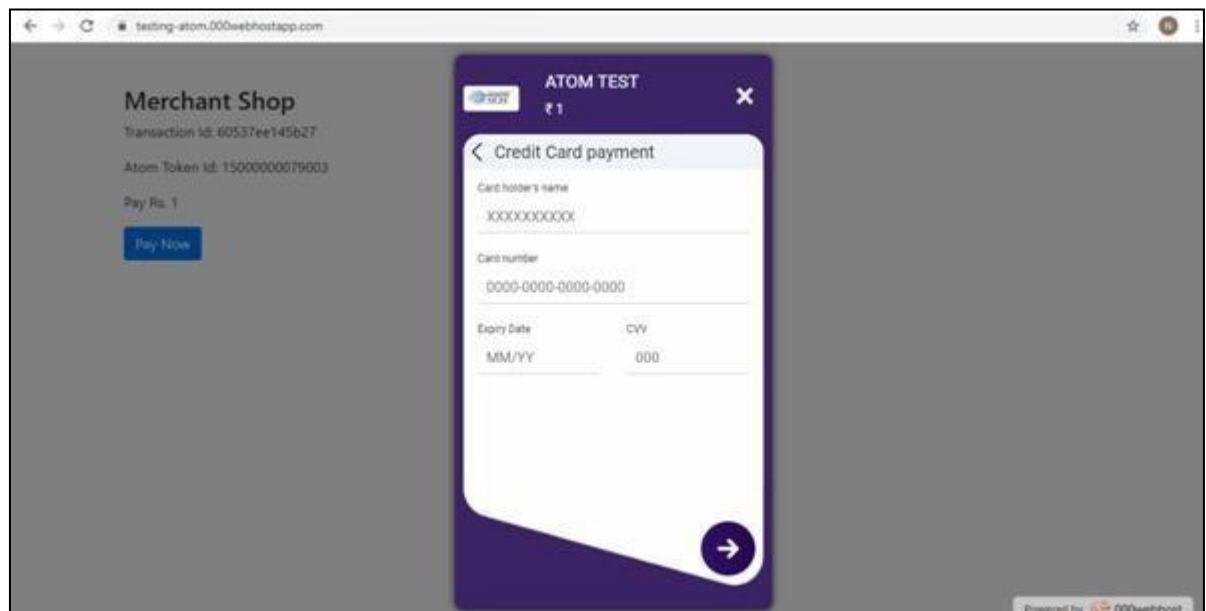 testing-atom.000webhostapp.com
N
Merchant Shop
Transaction Id: 60537ee145b27
Atom Token Id: 15000000079003
Pay Rs. 1
Pay Now
ATOM TEST
₹1
Credit Card payment
Card holder's name
XXXXXXXXXX
Card number
0000-0000-0000-0000
Expiry Date CVV
MM/YY 000
Powered by 000webhost